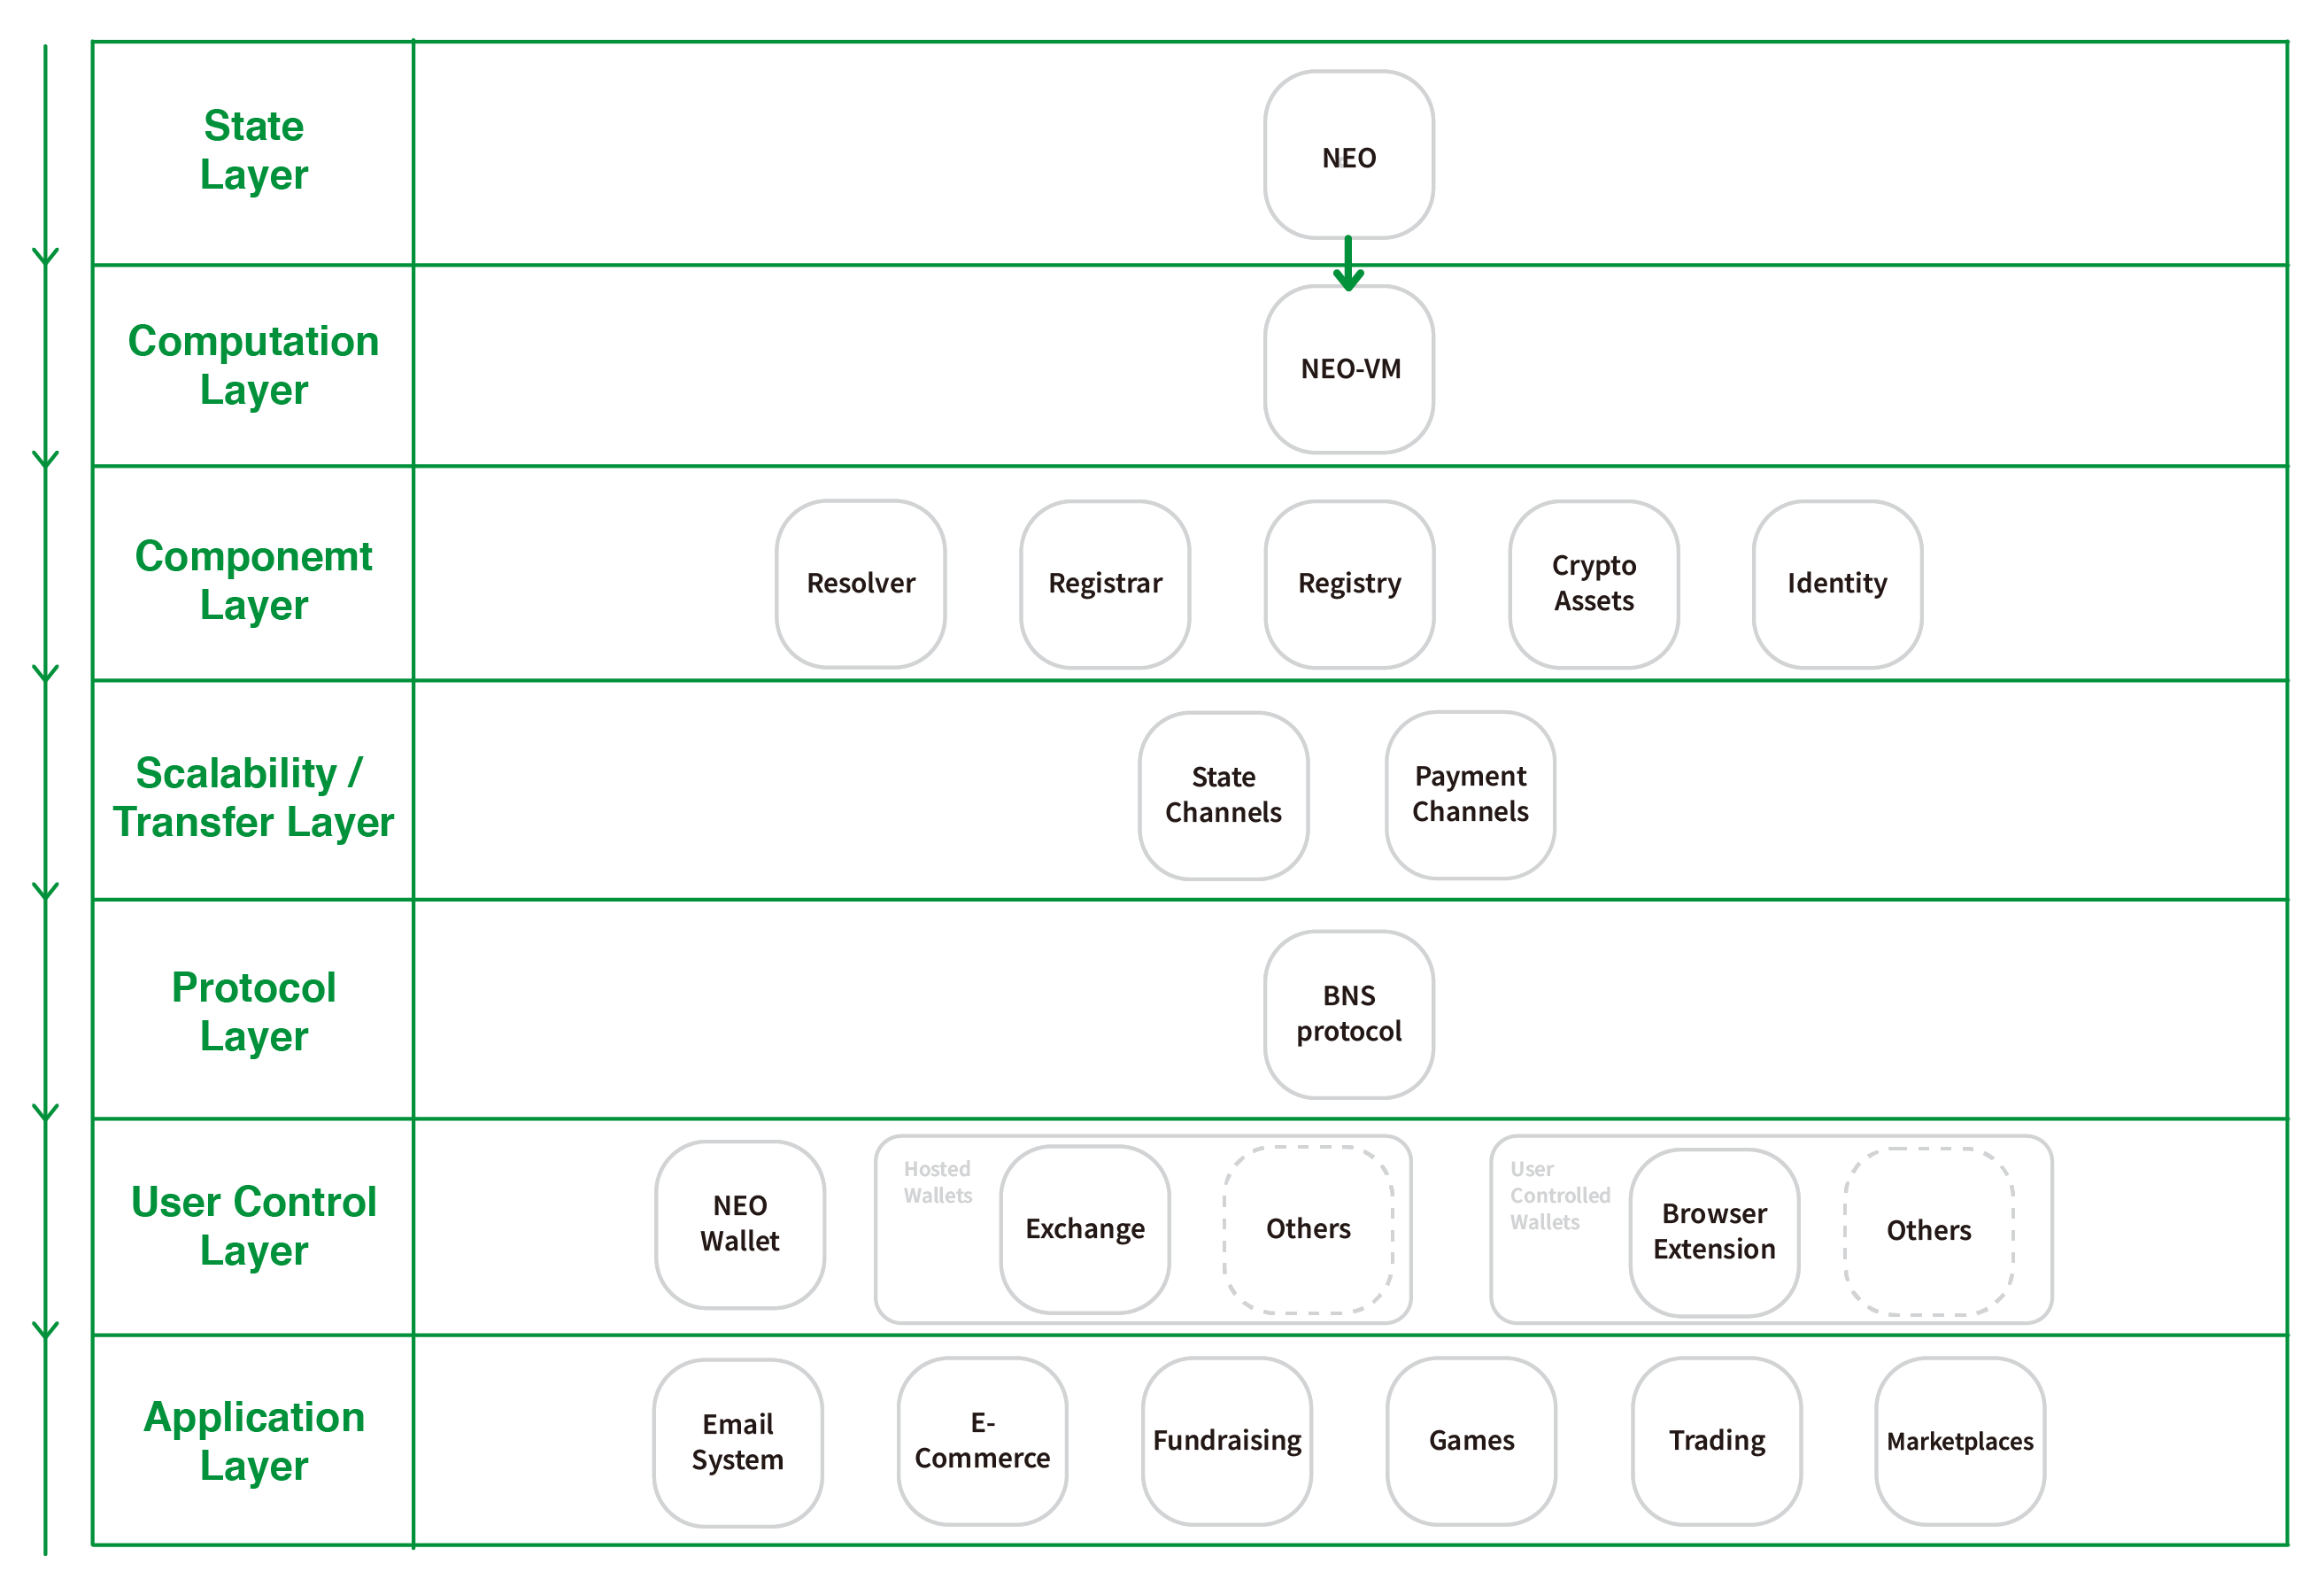 State
Layer
NEO
Computation
Layer
NEO-VM
Componemt
Layer
Resolver
Registrar
Registry
Crypto
Assets
Identity
Scalability /
Transfer Layer
State
Channels
Payment
Channels
Protocol
Layer
BNS
protocol
User Control
Layer
NEO
Wallet
Hosted
Wallets
Exchange
Others
User
Controlled
Wallets
Browser
Extension
Others
Application
Layer
Email
System
E-
Commerce
Fundraising
Games
Trading
Marketplaces